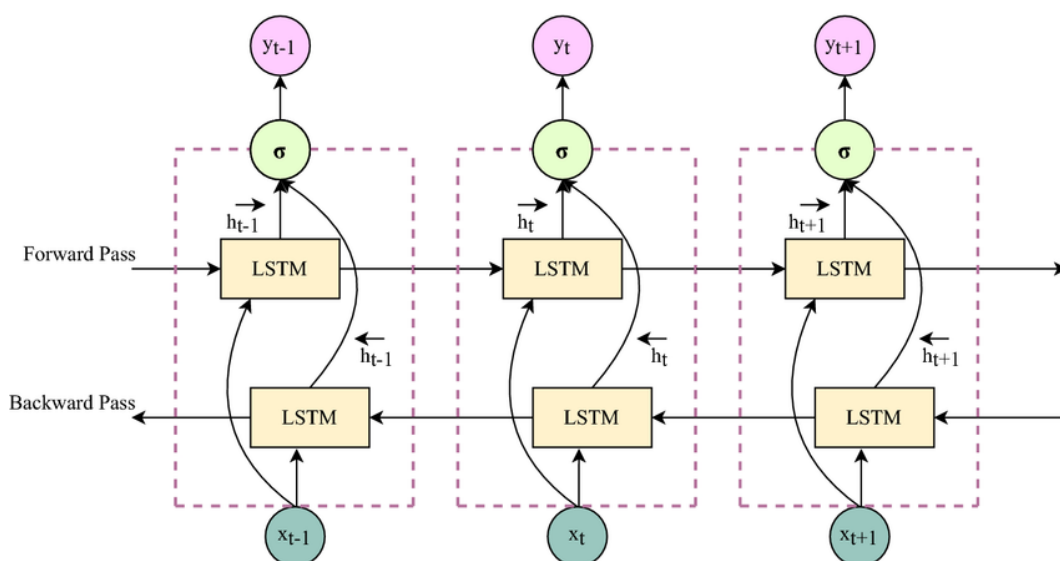 yt-1 yt yt+1
σ σ σ
ht-1 ht ht+1
Forward Pass LSTM LSTM LSTM
ht-1 ht ht+1
Backward Pass LSTM LSTM LSTM
xt-1 xt xt+1